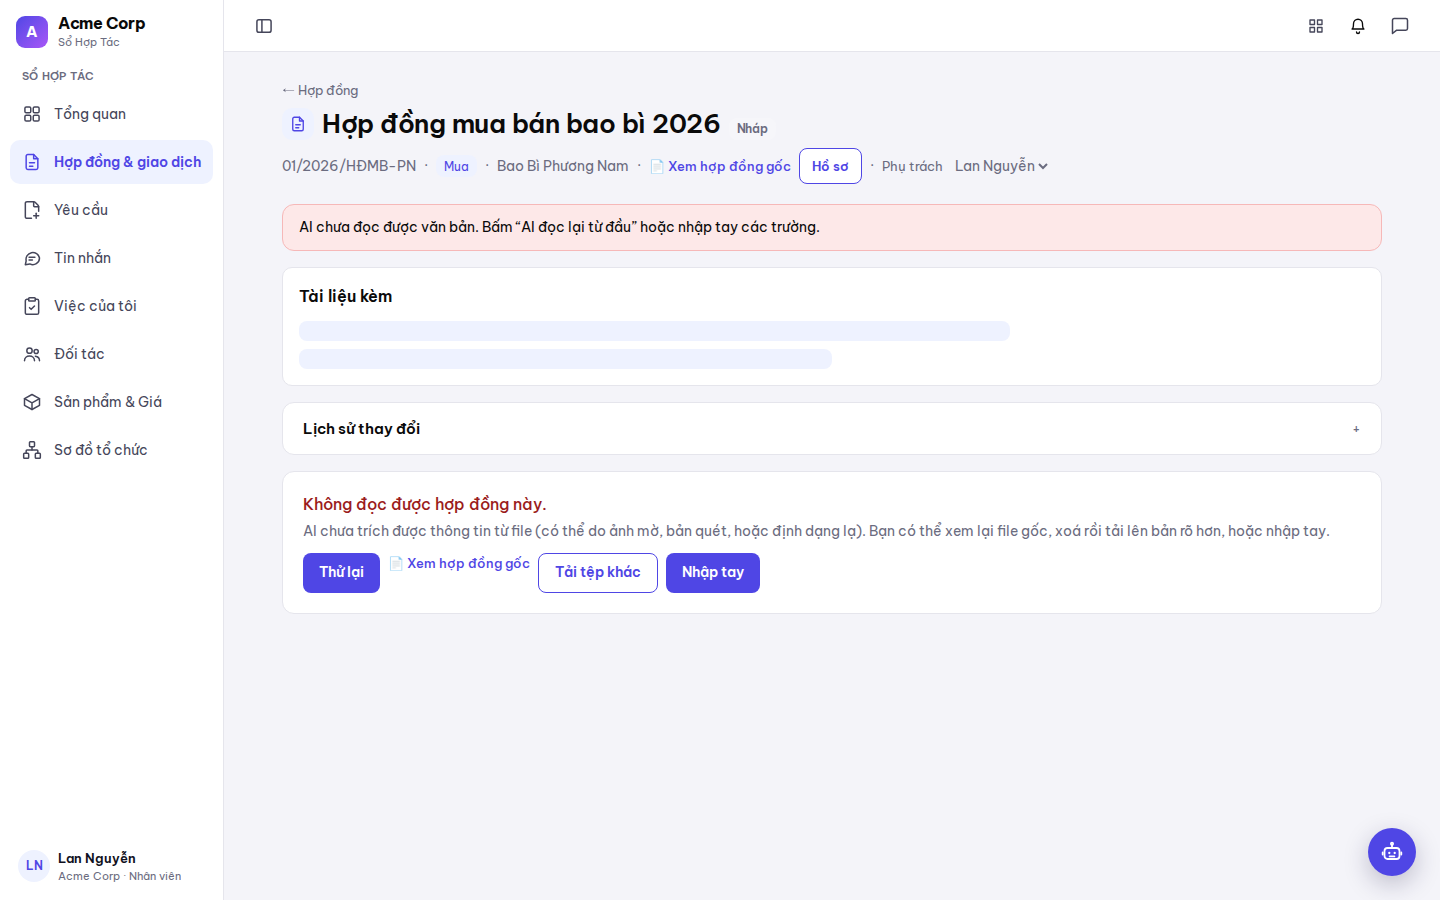 A
Acme Corp
Sổ Hợp Tác
SỔ HỢP TÁC
Tổng quan
Hợp đồng & giao dịch
Yêu cầu
Tin nhắn
Việc của tôi
Đối tác
Sản phẩm & Giá
Sơ đồ tổ chức
LN
Lan Nguyễn
Acme Corp · Nhân viên
← Hợp đồng
Hợp đồng mua bán bao bì 2026 Nháp
01/2026/HĐMB-PN · Mua · Bao Bì Phương Nam · Xem hợp đồng gốc Hồ sơ · Phụ trách Lan Nguyễn
AI chưa đọc được văn bản. Bấm “AI đọc lại từ đầu” hoặc nhập tay các trường.
Tài liệu kèm
Lịch sử thay đổi +
Không đọc được hợp đồng này.
AI chưa trích được thông tin từ file (có thể do ảnh mờ, bản quét, hoặc định dạng lạ). Bạn có thể xem lại file gốc, xoá rồi tải lên bản rõ hơn, hoặc nhập tay.
Thử lại Xem hợp đồng gốc Tải tệp khác Nhập tay